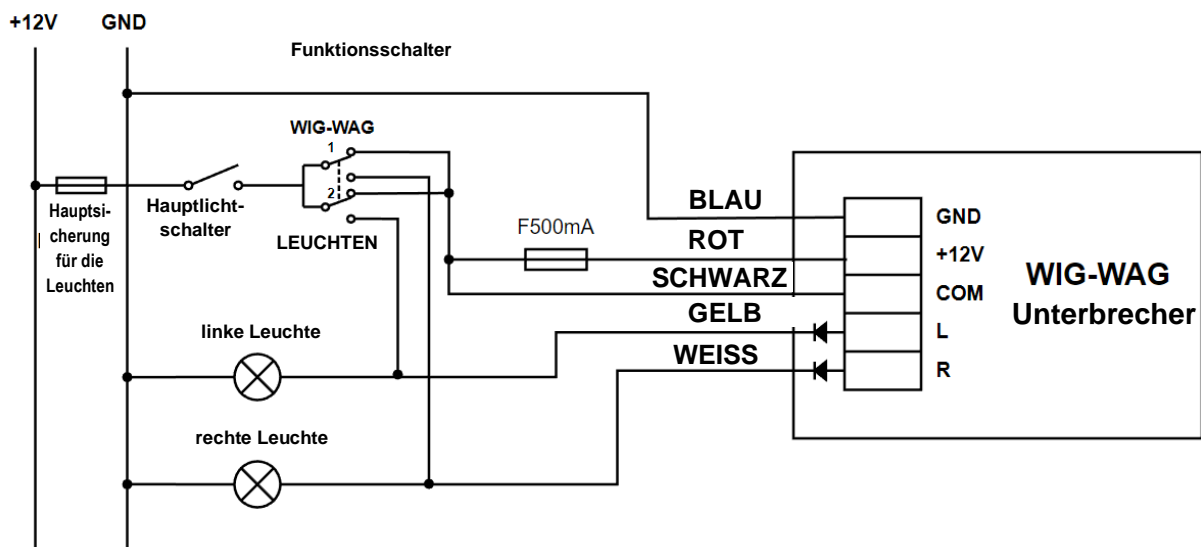 +12V
GND
Funktionsschalter
WIG-WAG
1
2
LEUCHTEN
Hauptsi-
cherung
für die
Leuchten
Hauptlicht-
schalter
F500mA
BLAU
ROT
SCHWARZ
GELB
WEISS
GND
+12V
COM
L
R
WIG-WAG
Unterbrecher
linke Leuchte
rechte Leuchte